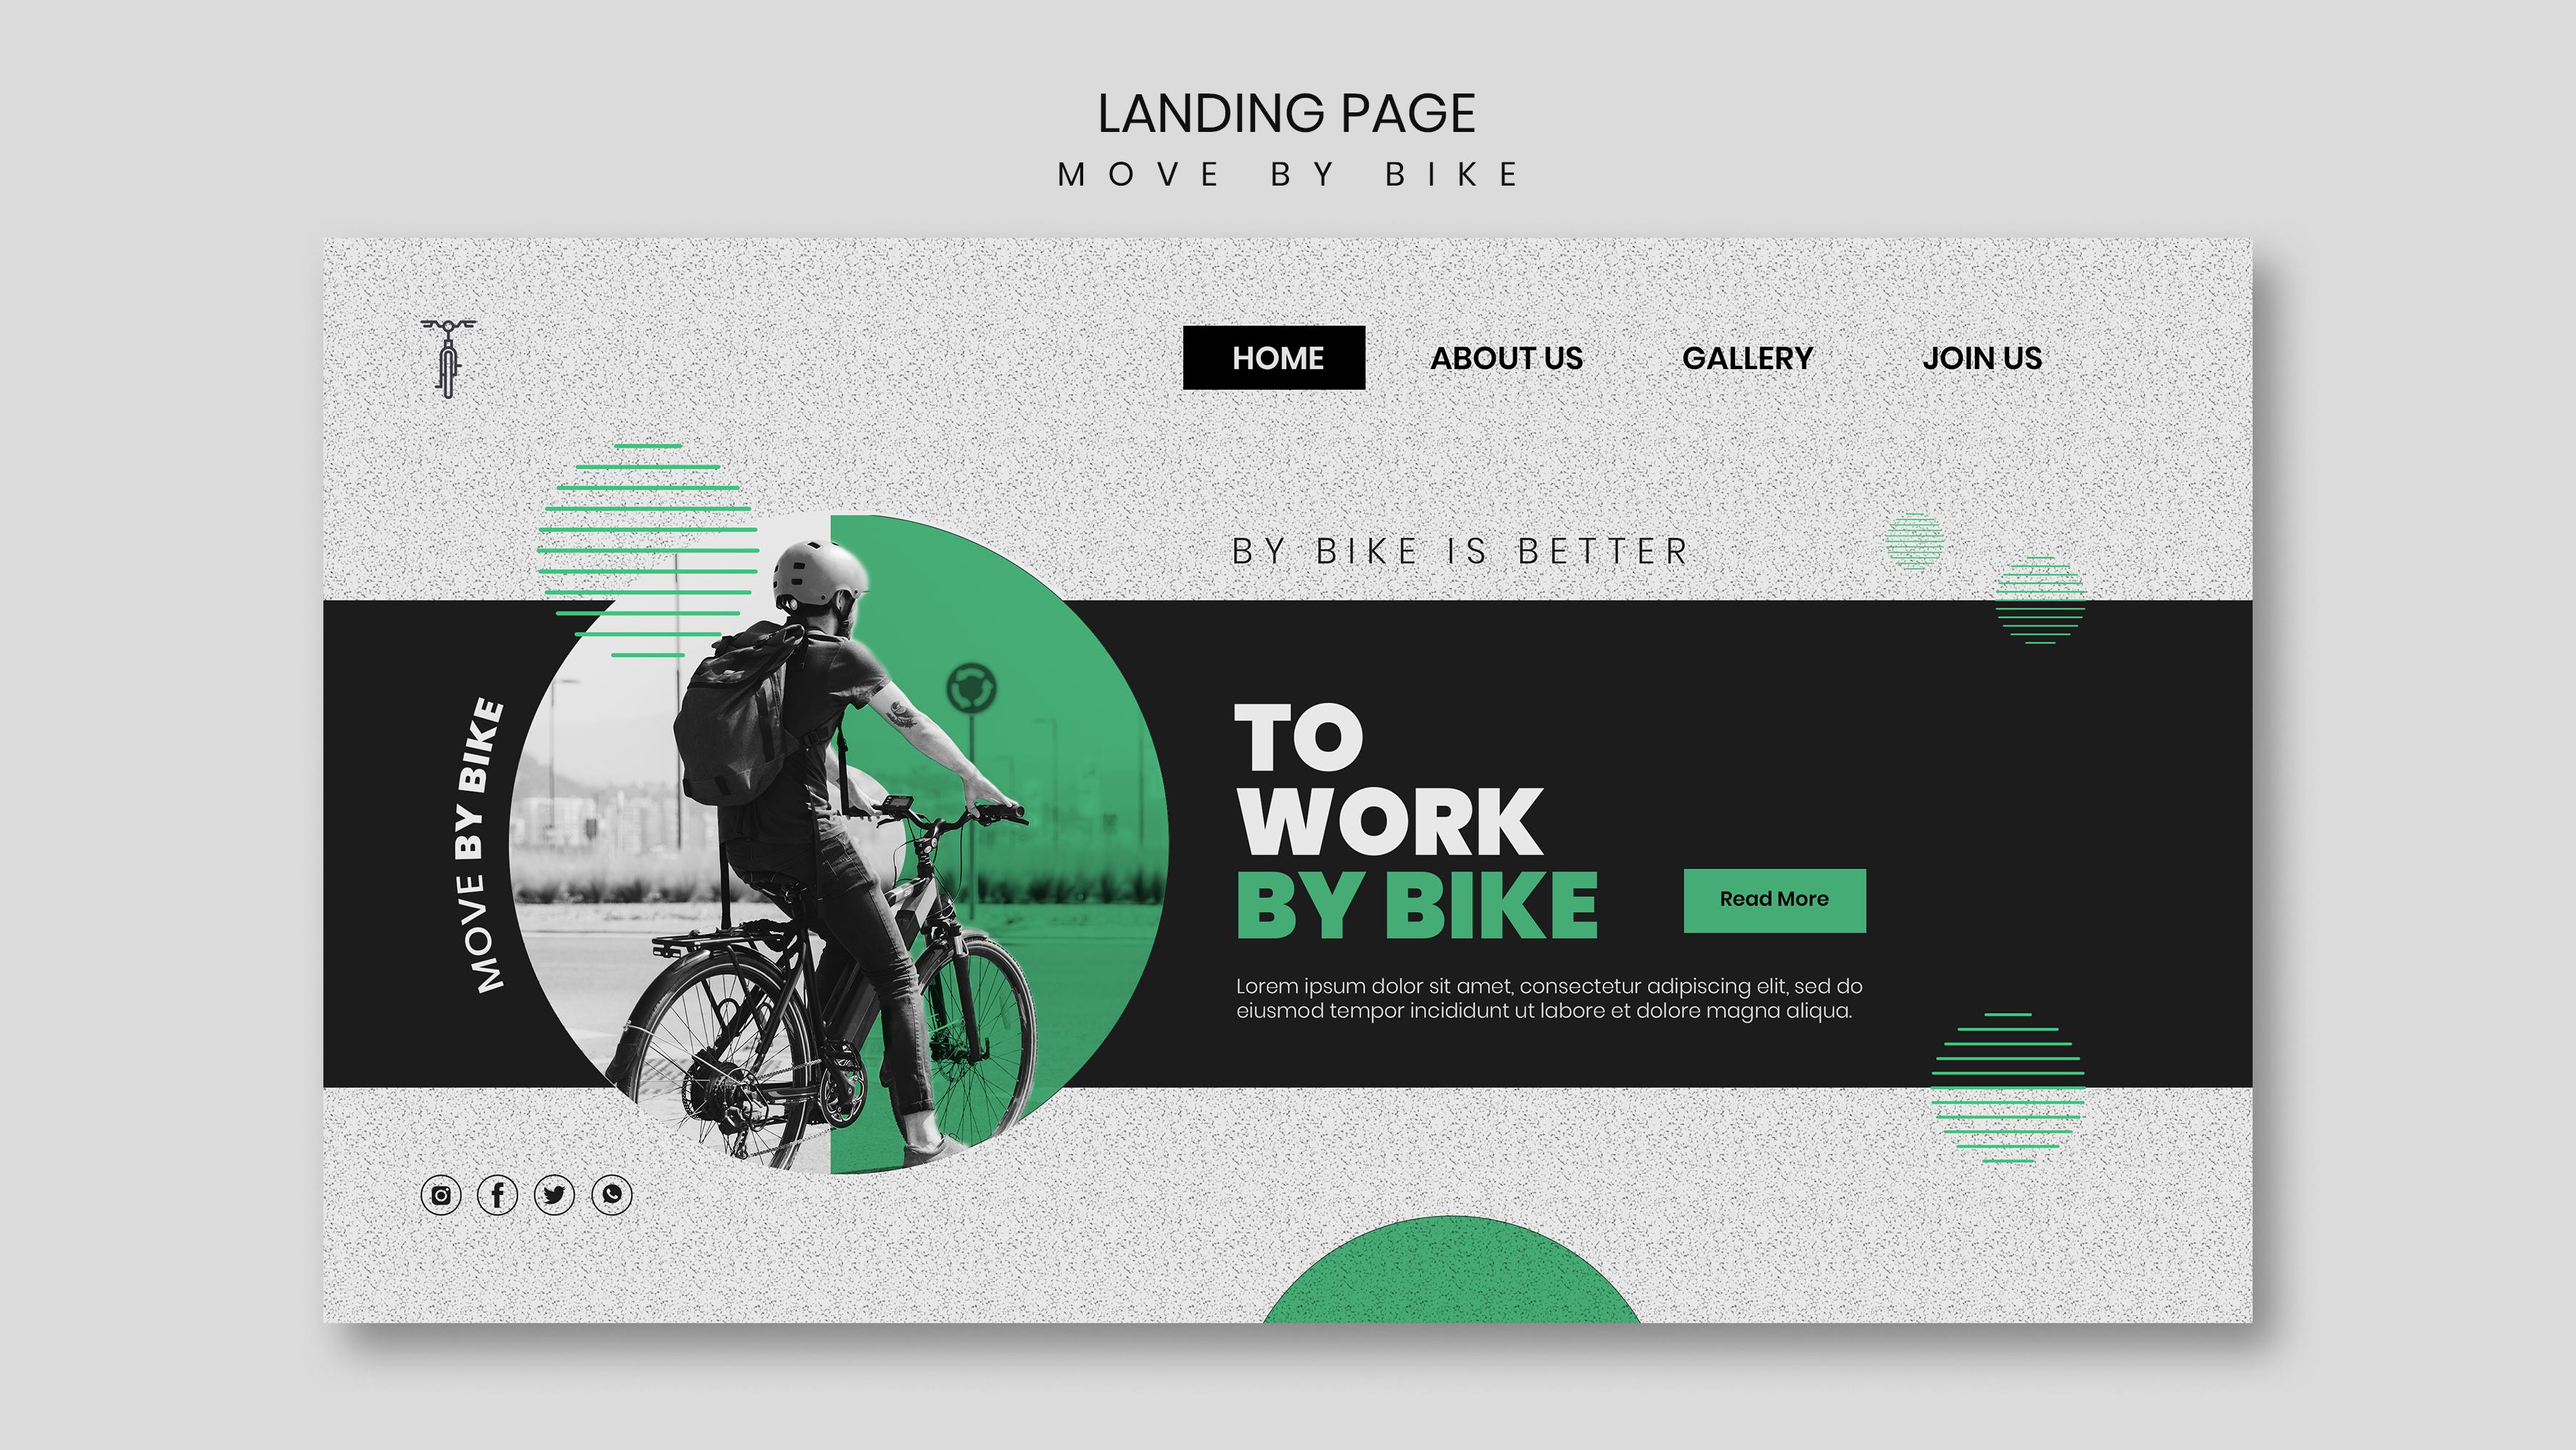 LANDING PAGE
MOVE BY BIKE
HOME
ABOUT US
GALLERY
JOIN US
BY BIKE IS BETTER
MOVE BY BIKE
TO
WORK
BY BIKE
Read More
Lorem ipsum dolor sit amet, consectetur adipiscing elit, sed do
eiusmod tempor incididunt ut labore et dolore magna aliqua.